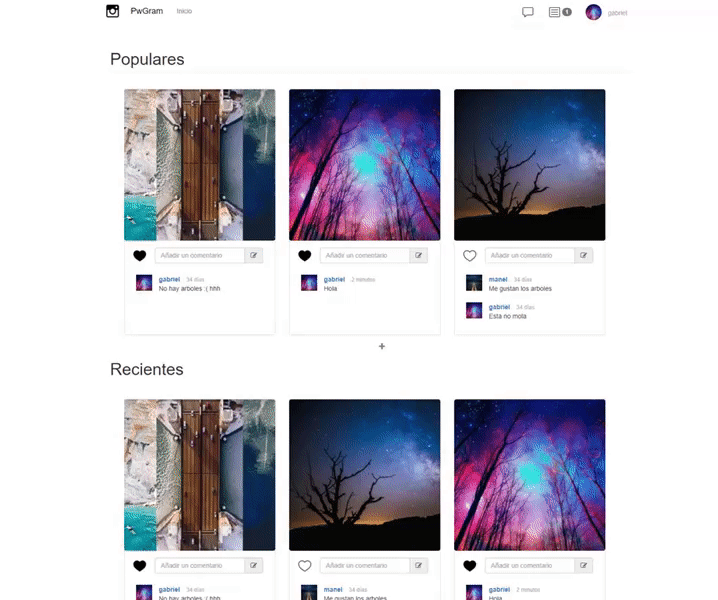 PwGram Inicio 1 gabriel
Populares
Añadir un comentario Añadir un comentario Añadir un comentario
gabriel 34 días
No hay arboles :( hhh
gabriel 2 minutos
Hola
manel 34 días
Me gustan los arboles
gabriel 34 días
Esta no mola
+
Recientes
Añadir un comentario Añadir un comentario Añadir un comentario
gabriel 34 días
No hay arboles :( hhh
manel 34 días
Me gustan los arboles
gabriel 2 minutos
Hola